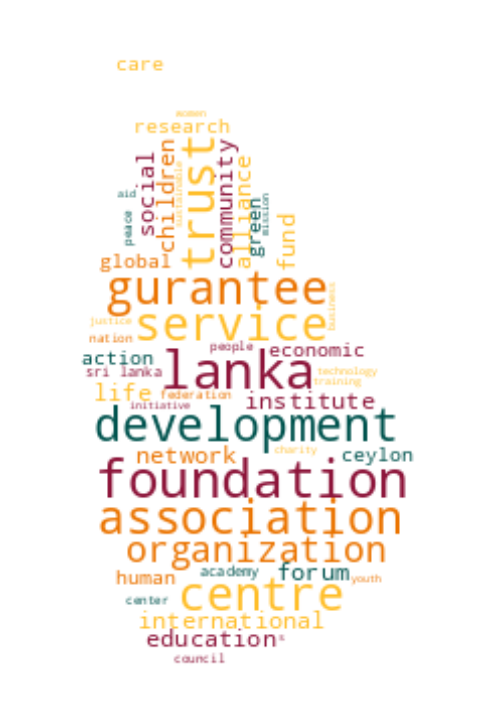 care
women
research
social
children
sustainable
trust
community
alliance
green
mission
fund
aid
peace
global
gurantee
business
justice
service
nation
people
economic
action
sri lanka
lanka
technology
training
life
federation
initiative
institute
development
network
charity
ceylon
foundation
association
organization
human
academy
forum
youth
center
centre
international
education
s
council